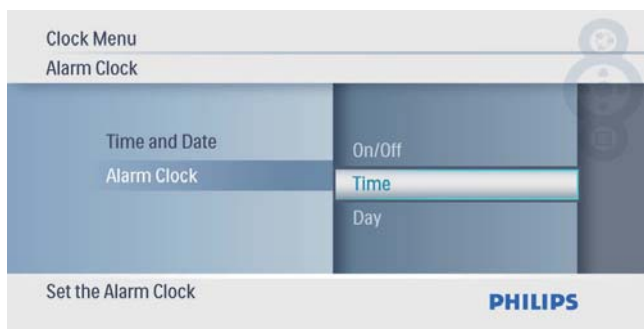 Clock Menu
Alarm Clock
Time and Date
Alarm Clock
On/Off
Time
Day
Set the Alarm Clock
PHILIPS